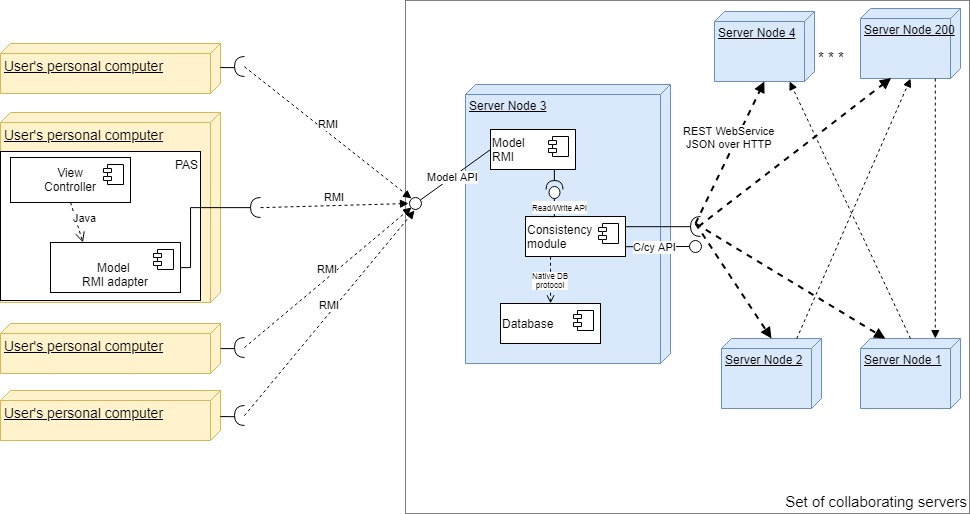 User's personal computer
RMI
User's personal computer
PAS
View
Controller
Java
Model
RMI adapter
RMI
User's personal computer
RMI
User's personal computer
RMI
Model API
Server Node 3
Model
RMI
Read/Write API
Consistency
module
C/cy API
Native DB
protocol
Database
REST WebService
JSON over HTTP
Server Node 4
* * *
Server Node 200
Server Node 2
Server Node 1
Set of collaborating servers